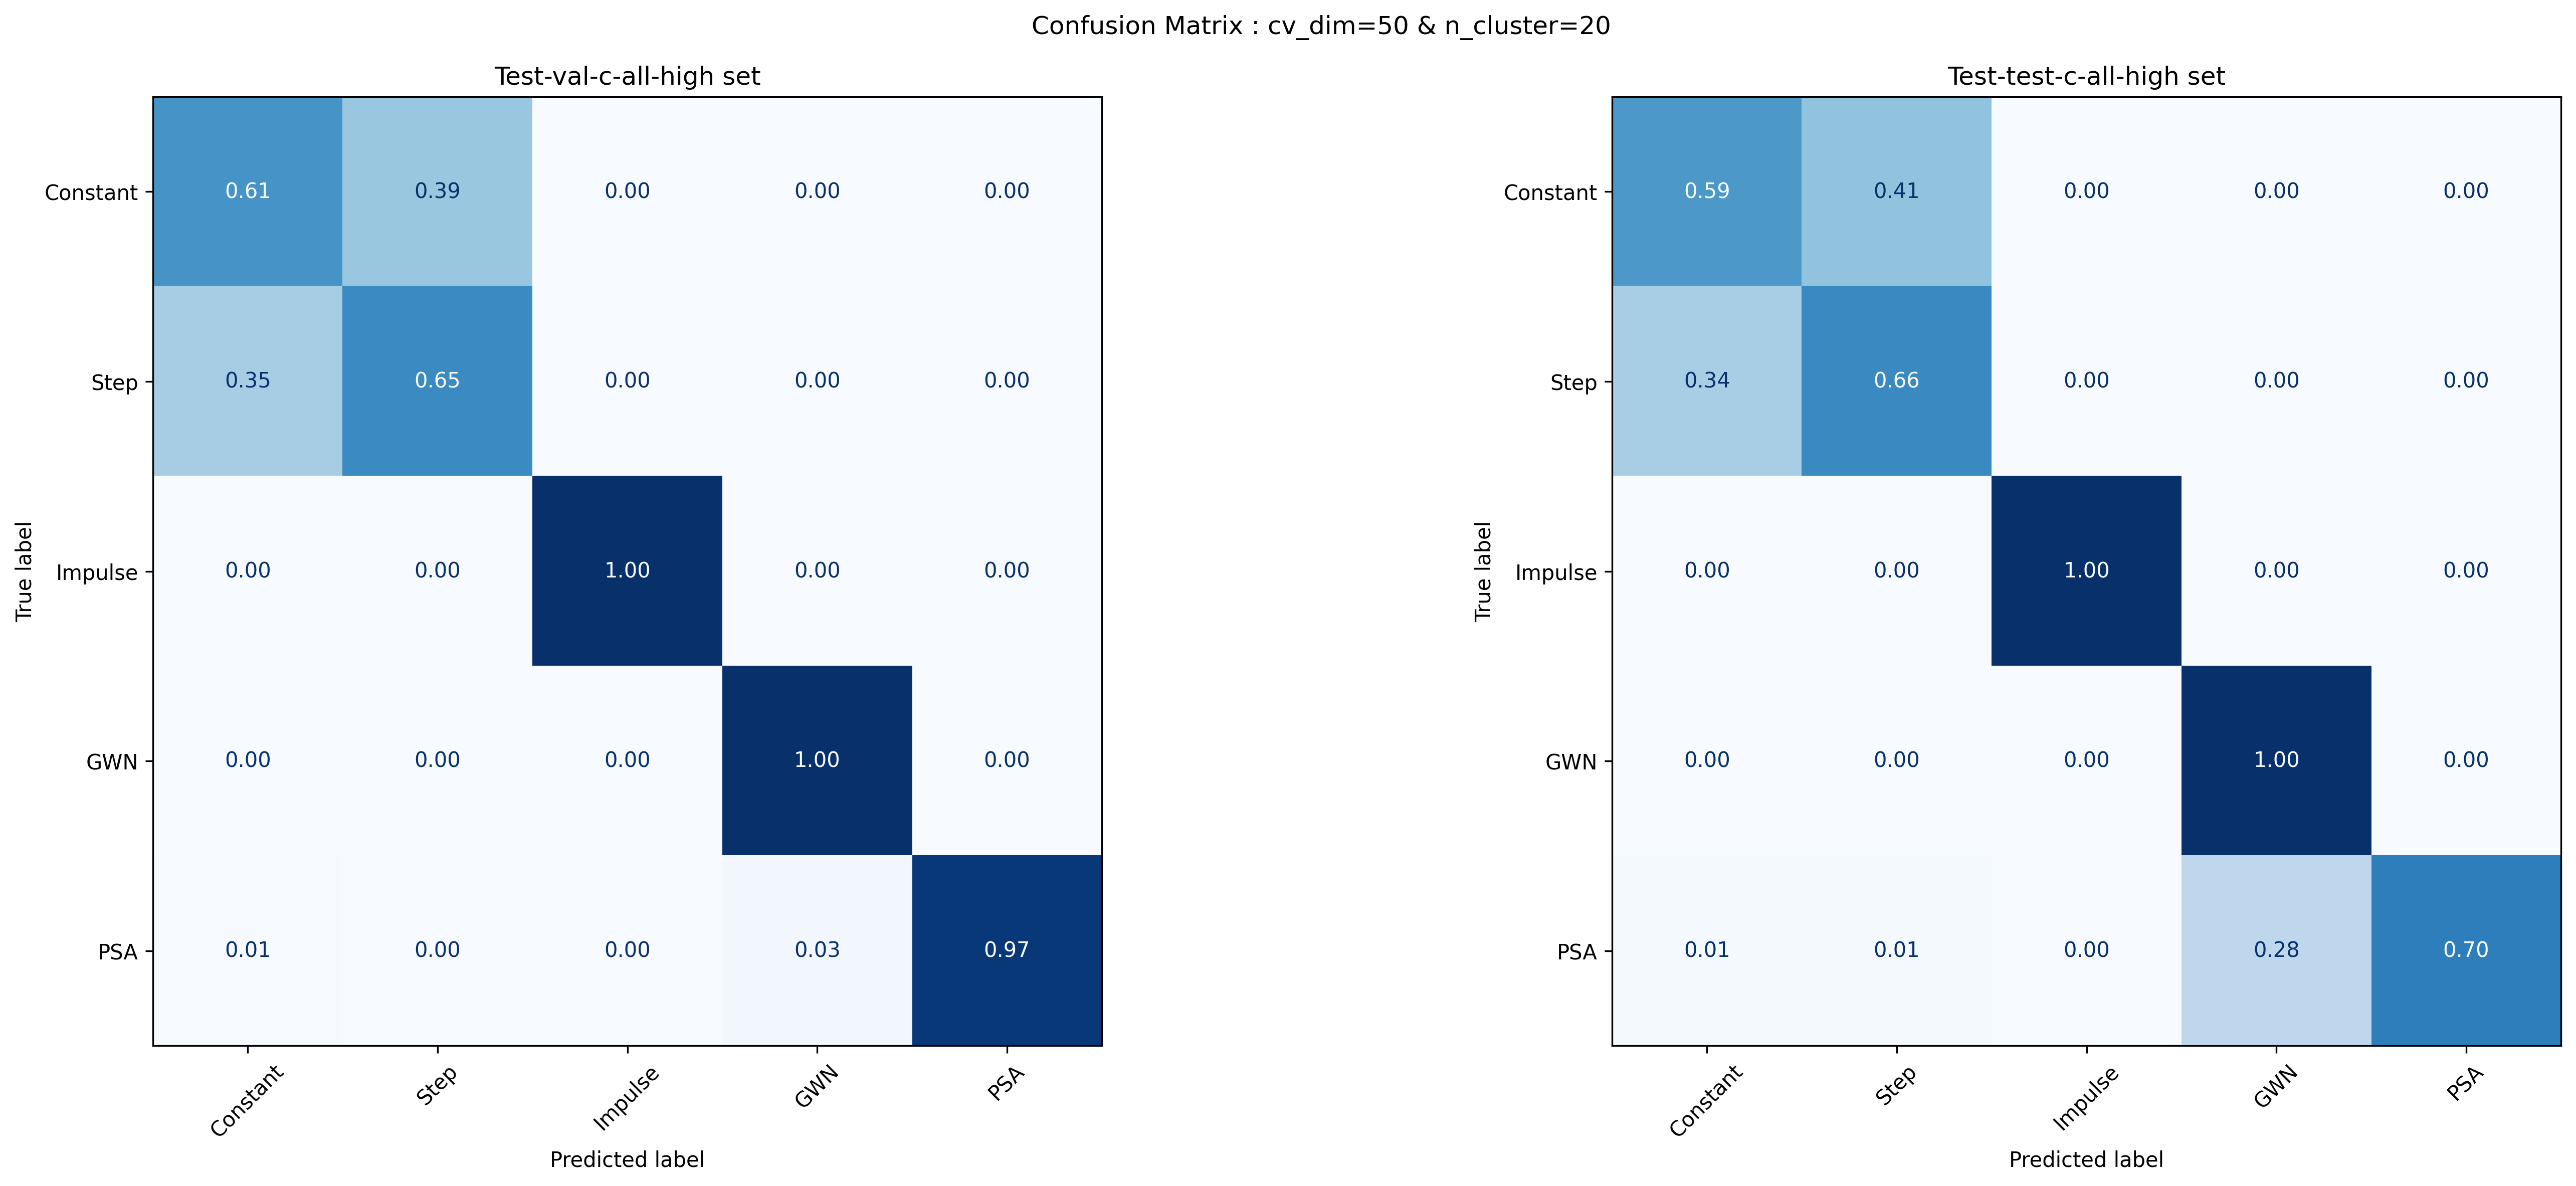 Confusion Matrix : cv_dim=50 & n_cluster=20
Test-val-c-all-high set
True label
Constant 0.61 0.39 0.00 0.00 0.00
Step 0.35 0.65 0.00 0.00 0.00
Impulse 0.00 0.00 1.00 0.00 0.00
GWN 0.00 0.00 0.00 1.00 0.00
PSA 0.01 0.00 0.00 0.03 0.97
Constant Step Impulse GWN PSA
Predicted label
Test-test-c-all-high set
True label
Constant 0.59 0.41 0.00 0.00 0.00
Step 0.34 0.66 0.00 0.00 0.00
Impulse 0.00 0.00 1.00 0.00 0.00
GWN 0.00 0.00 0.00 1.00 0.00
PSA 0.01 0.01 0.00 0.28 0.70
Constant Step Impulse GWN PSA
Predicted label